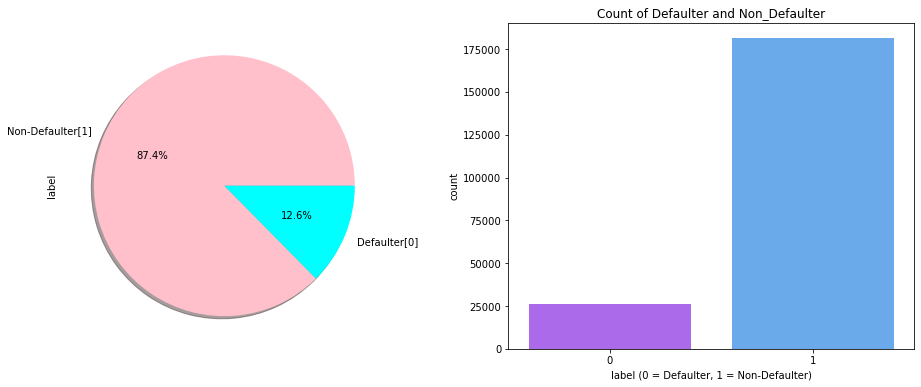 Non-Defaulter[1]
87.4%
label
12.6%
Defaulter[0]
Count of Defaulter and Non_Defaulter
175000
150000
125000
100000
75000
50000
25000
0
count
0
1
label (0 = Defaulter, 1 = Non-Defaulter)